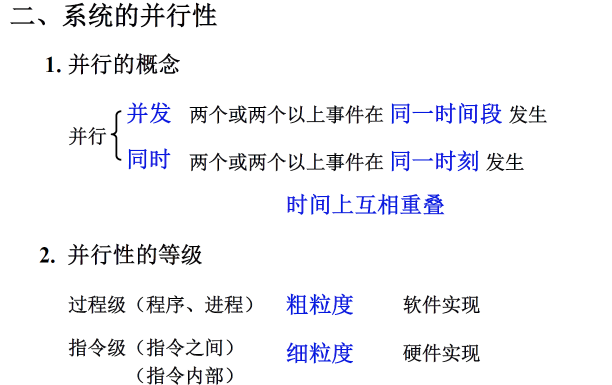 二、系统的并行性
1. 并行的概念
并行
并发 两个或两个以上事件在 同一时间段 发生
同时 两个或两个以上事件在 同一时刻 发生
时间上互相重叠
2. 并行性的等级
过程级（程序、进程） 粗粒度 软件实现
指令级（指令之间） 细粒度 硬件实现
（指令内部）